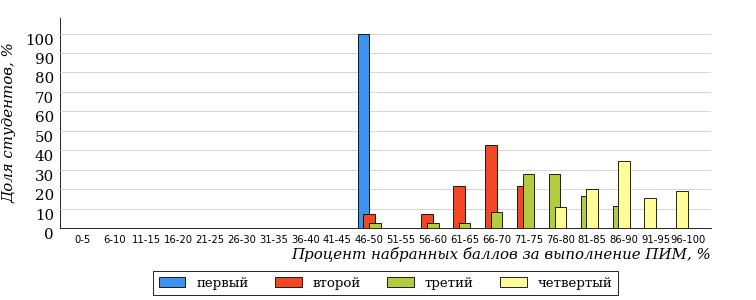 Доля студентов, %
100
90
80
70
60
50
40
30
20
10
0
0-5 6-10 11-15 16-20 21-25 26-30 31-35 36-40 41-45 46-50 51-55 56-60 61-65 66-70 71-75 76-80 81-85 86-90 91-95 96-100
Процент набранных баллов за выполнение ПИМ, %
первый второй третий четвертый